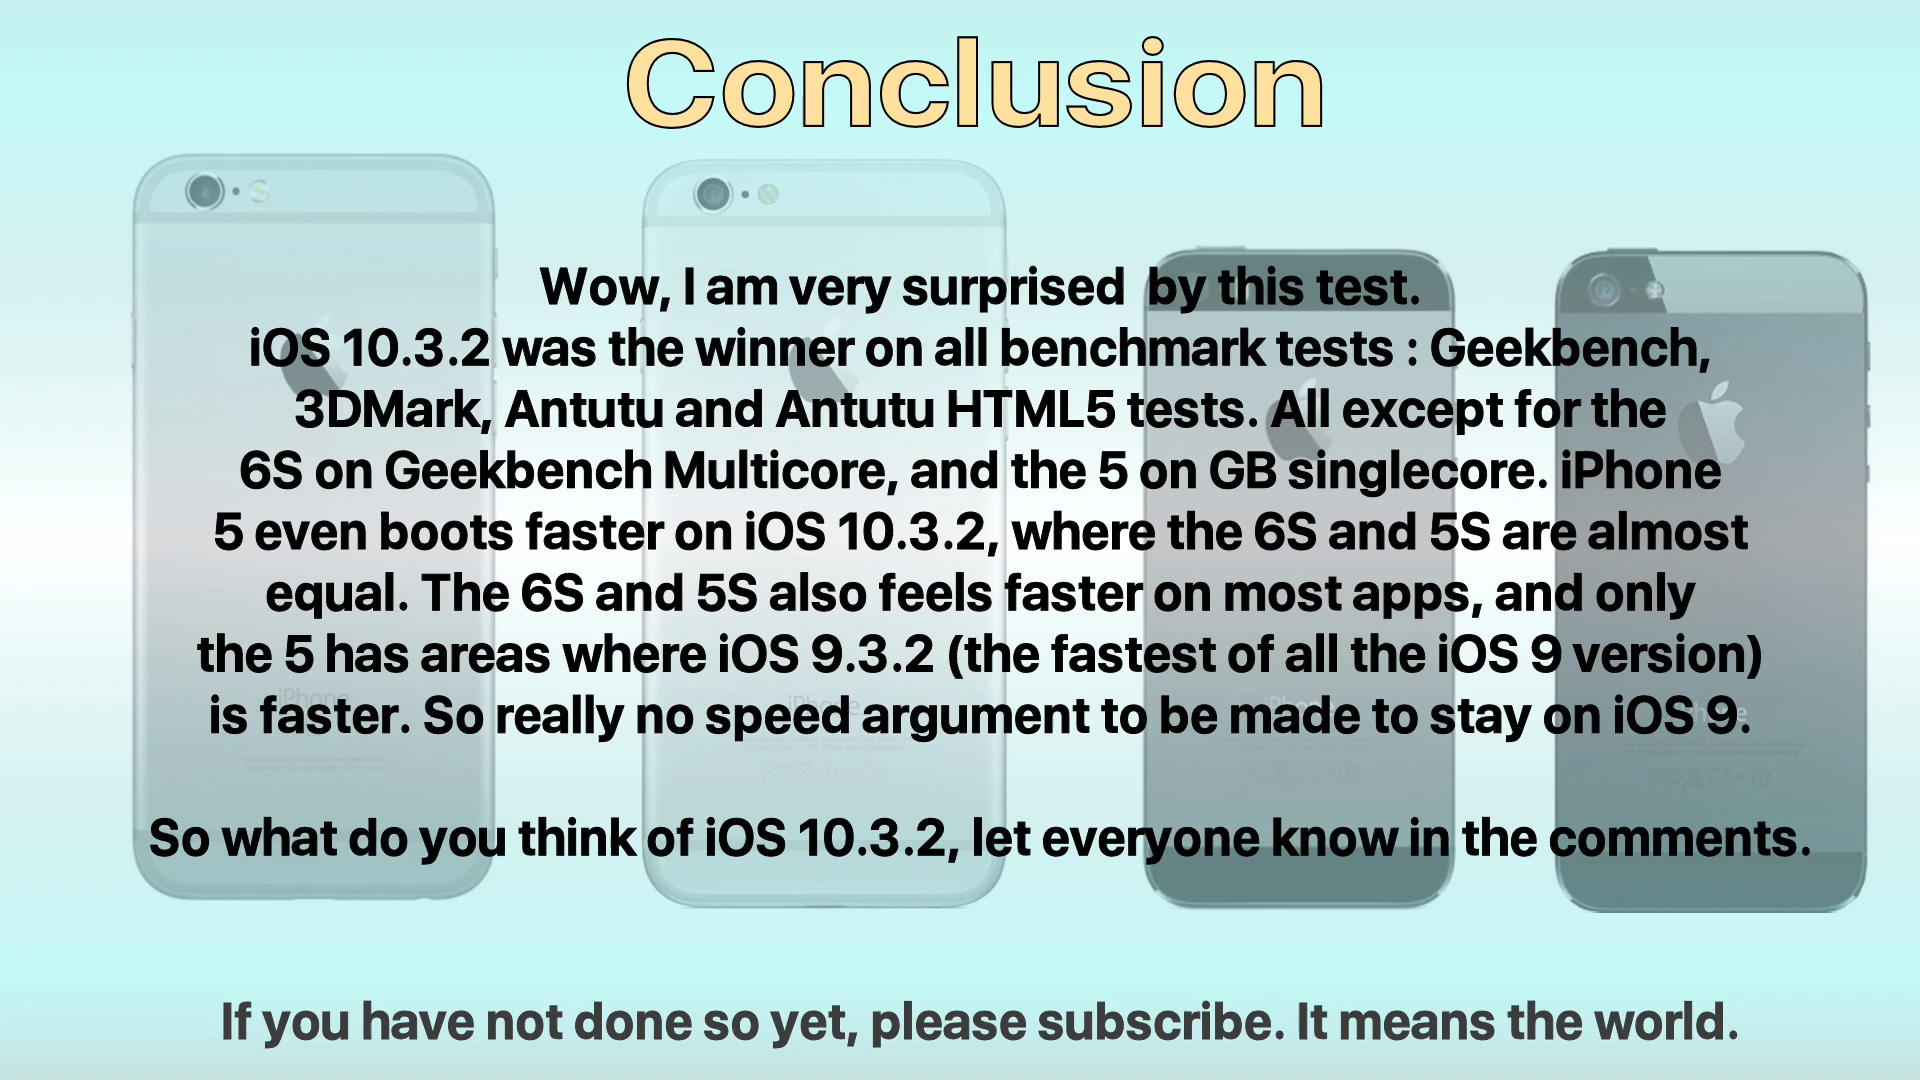 Conclusion
Wow, I am very surprised  by this test.
iOS 10.3.2 was the winner on all benchmark tests : Geekbench,
3DMark, Antutu and Antutu HTML5 tests. All except for the
6S on Geekbench Multicore, and the 5 on GB singlecore. iPhone
5 even boots faster on iOS 10.3.2, where the 6S and 5S are almost
equal. The 6S and 5S also feels faster on most apps, and only
the 5 has areas where iOS 9.3.2 (the fastest of all the iOS 9 version)
is faster. So really no speed argument to be made to stay on iOS 9.
iPhone
iPhone
iPhone
iPhone
So what do you think of iOS 10.3.2, let everyone know in the comments.
If you have not done so yet, please subscribe. It means the world.